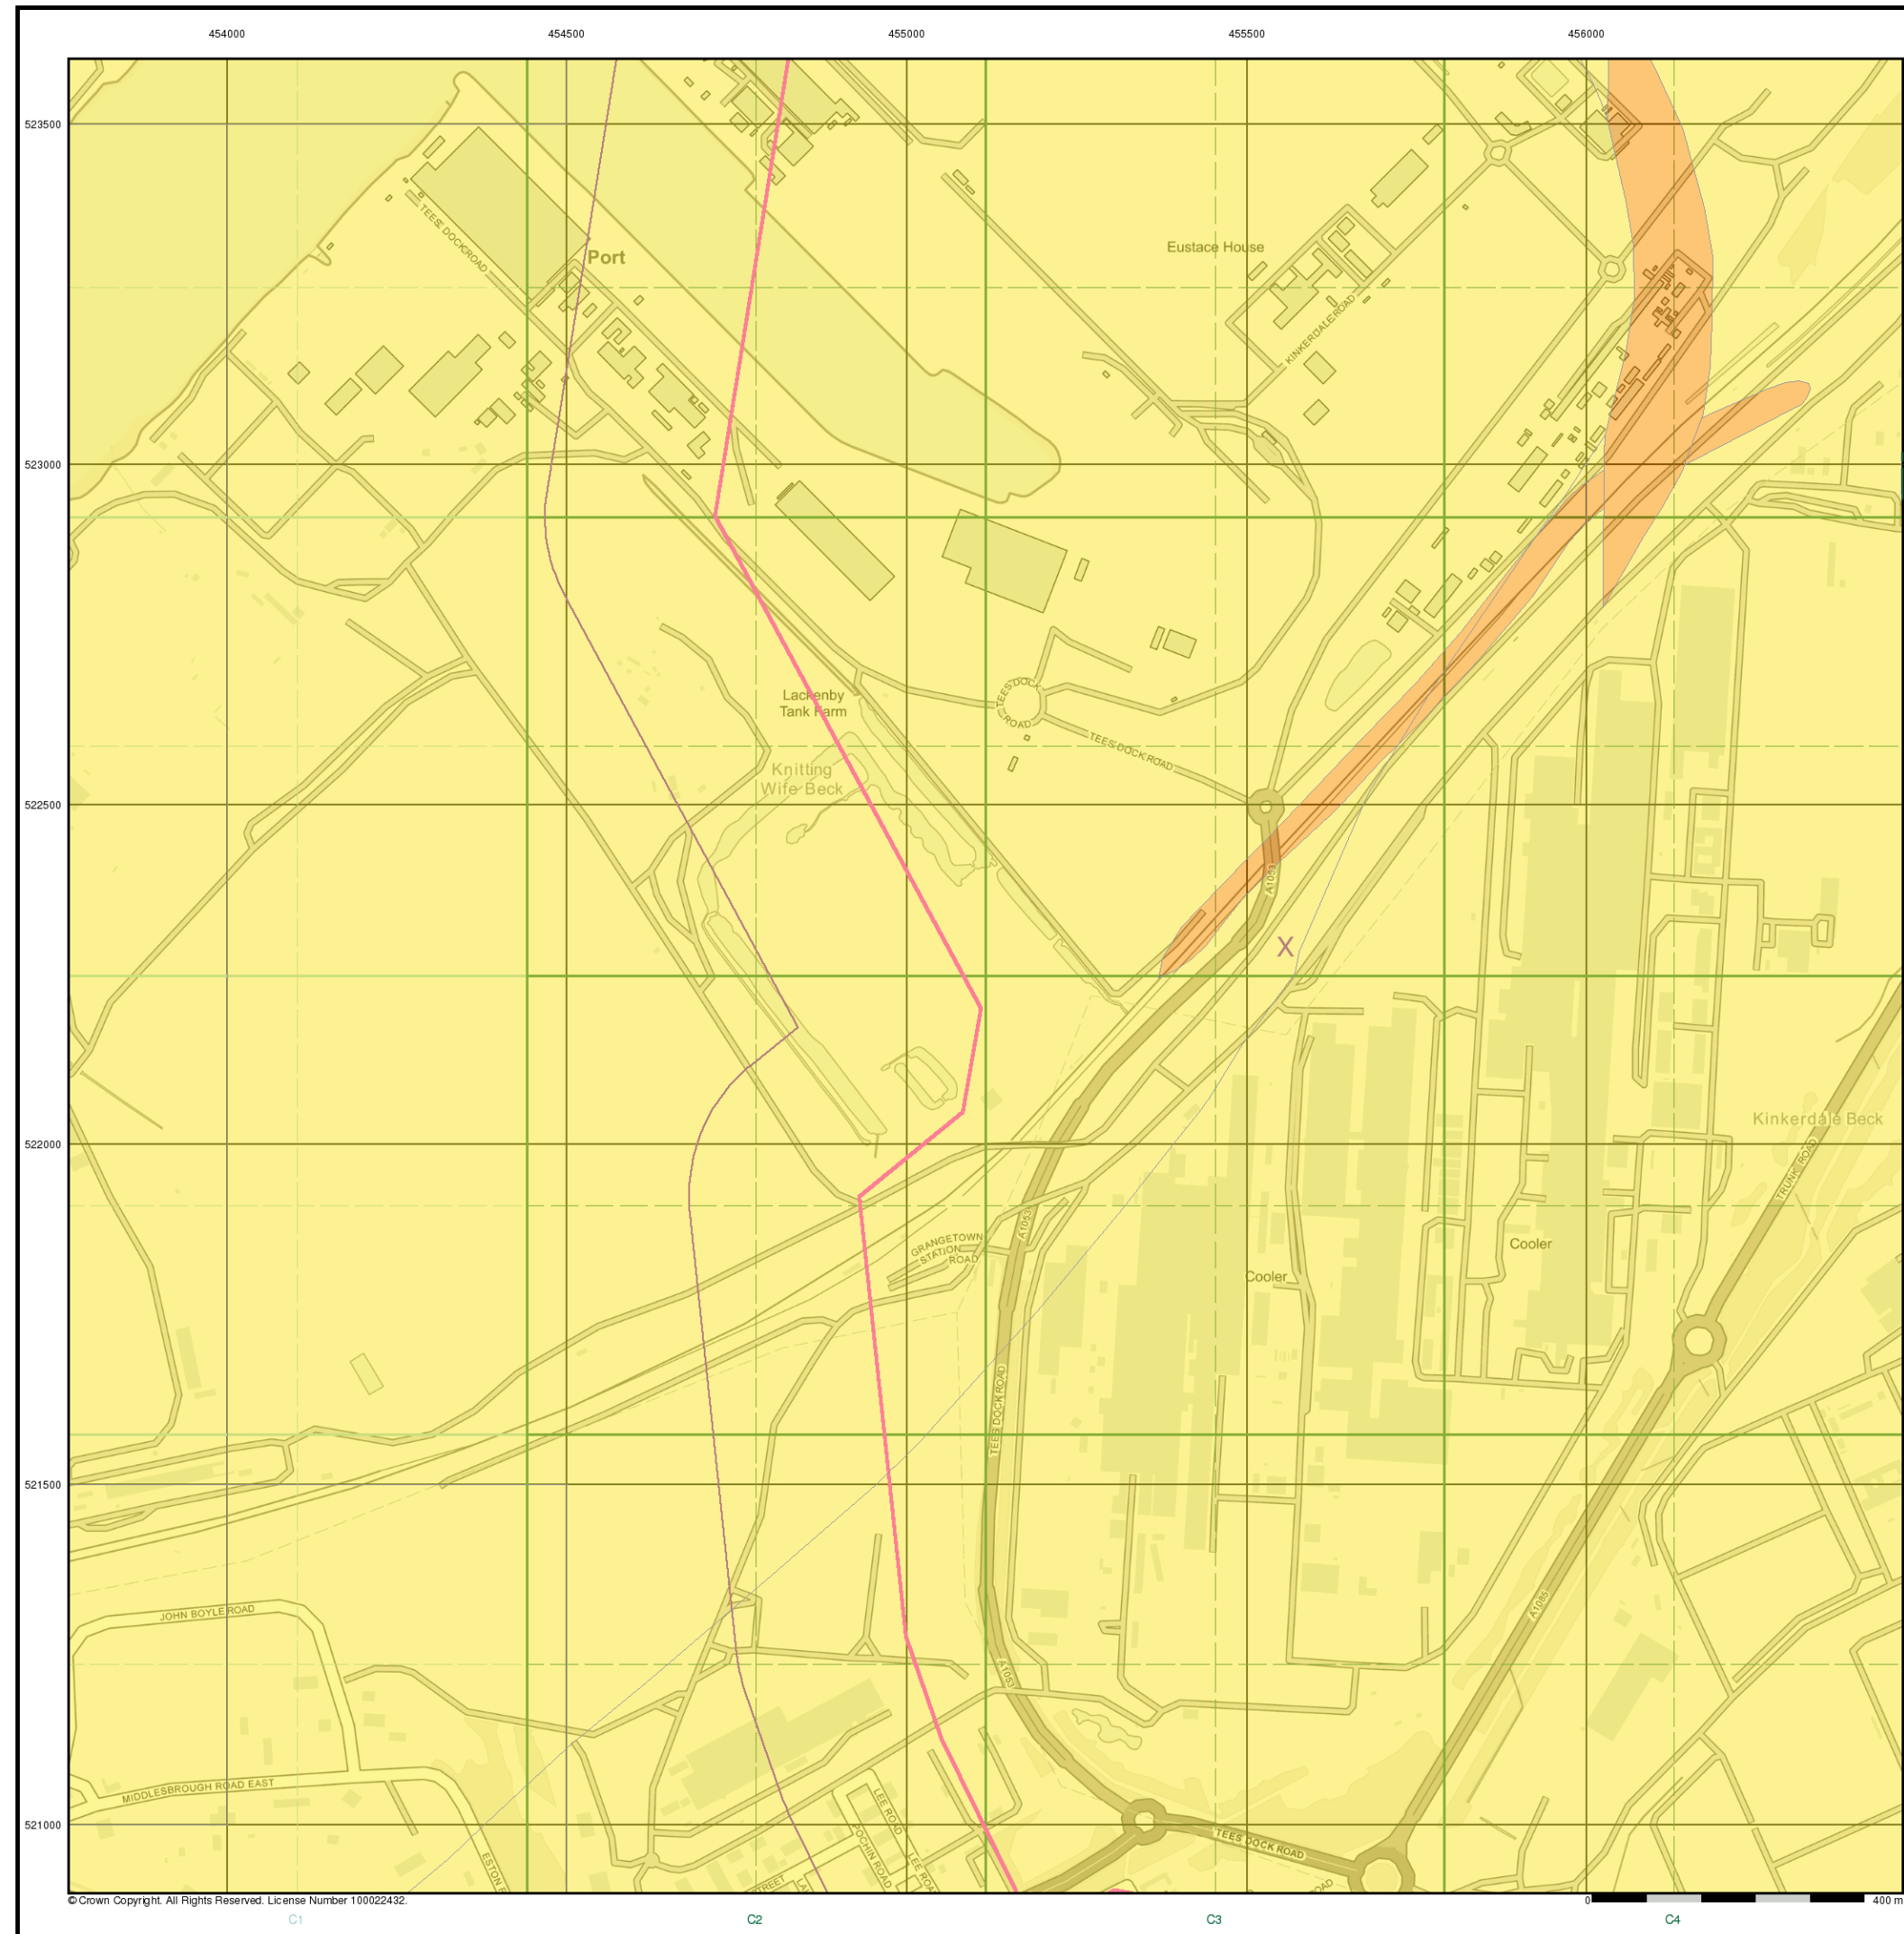 454000 454500 455000 455500 456000
523500
TEES DOCK ROAD
Port
Eustace House
KINKERDALE ROAD
523000
Lackenby
Tank Farm
TEES DOCK
ROAD
TEES DOCK ROAD
Knitting
Wife Beck
522500
A1053
X
Kinkerdale Beck
522000
TRUNK ROAD
A1053
GRANGETOWN
STATION
ROAD
Cooler
Cooler
TEES DOCK ROAD
521500
A1085
JOHN BOYLE ROAD
A1053
MIDDLESBROUGH ROAD EAST
LEE ROAD
521000
POCHIN ROAD
TEES DOCK ROAD
LEE ROA
ESTON R
STREET
ROAD
© Crown Copyright. All Rights Reserved. License Number 100022432.
0 400 m
C1 C2 C3 C4